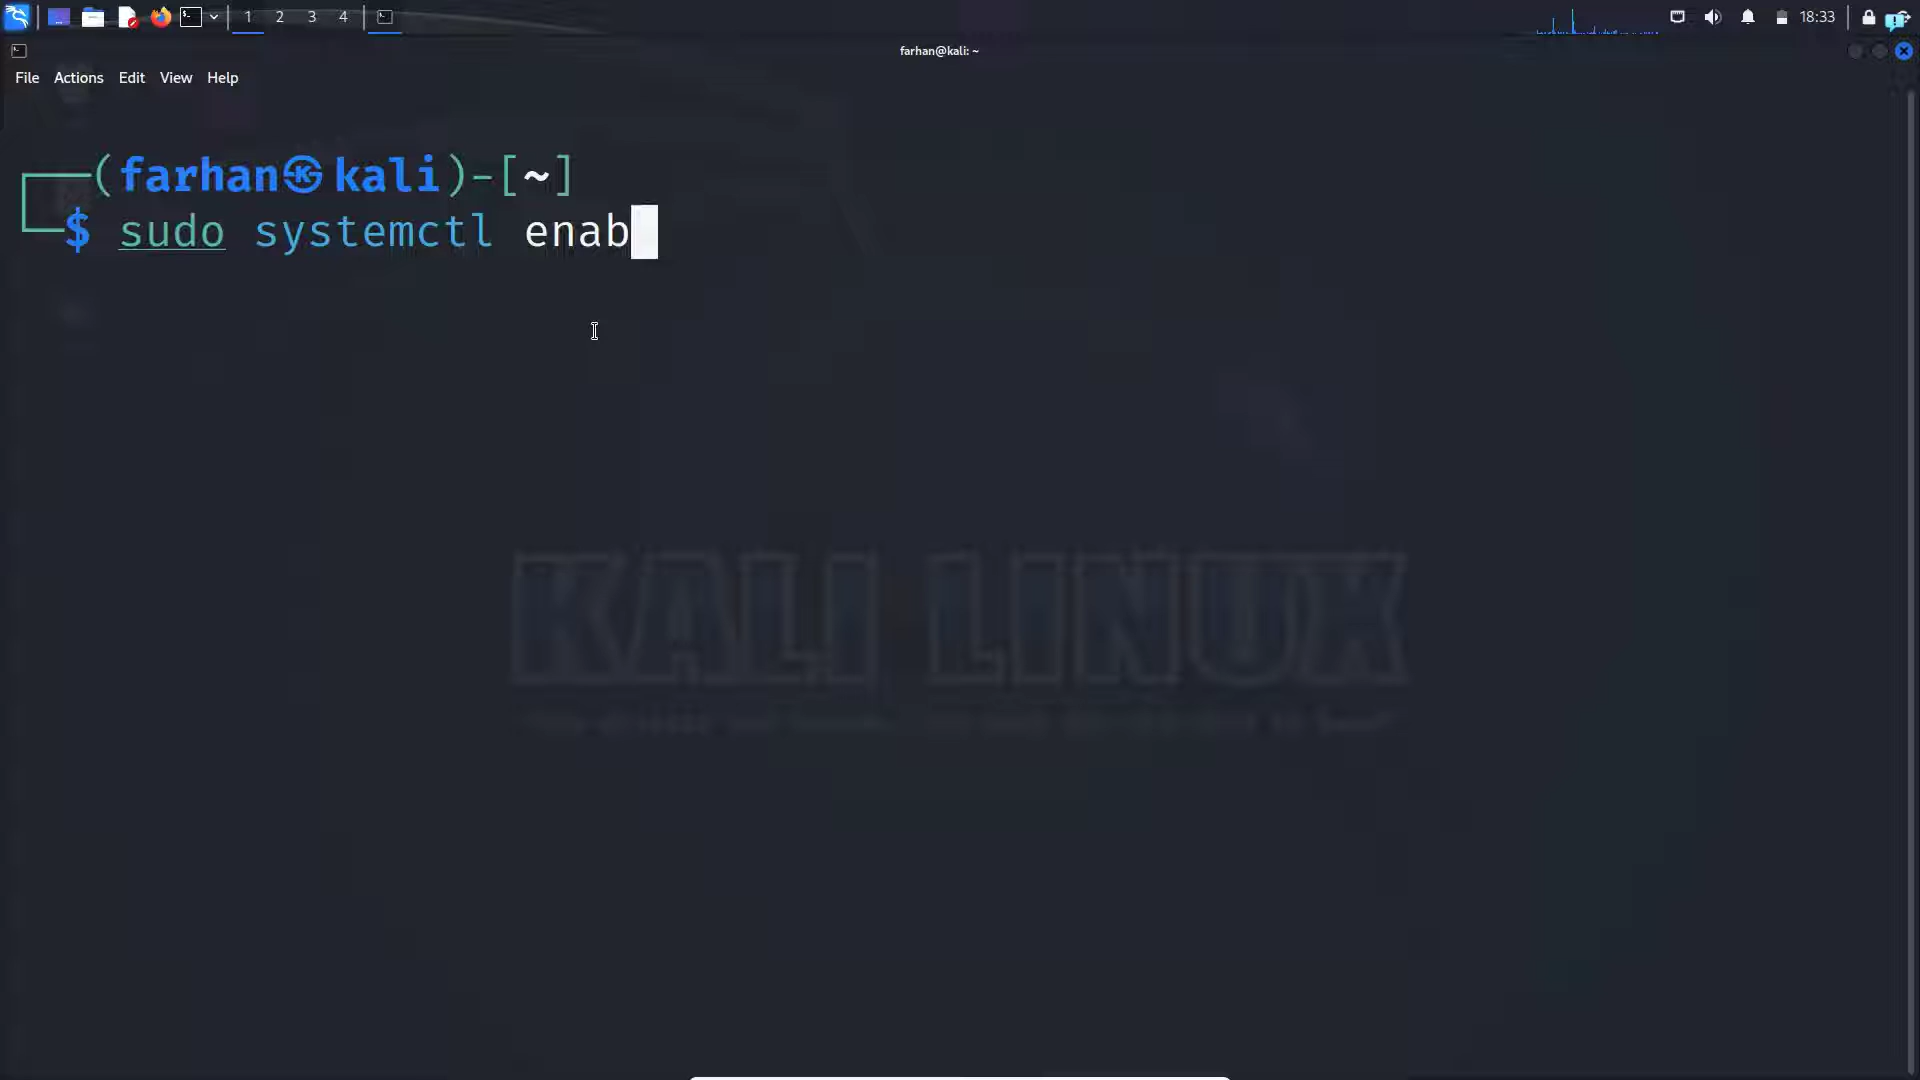 1 2 3 4 18:33
farhan@kali: ~
File Actions Edit View Help
┌──(farhan㉿kali)-[~]
└─$ sudo systemctl enab
KALI LINUX